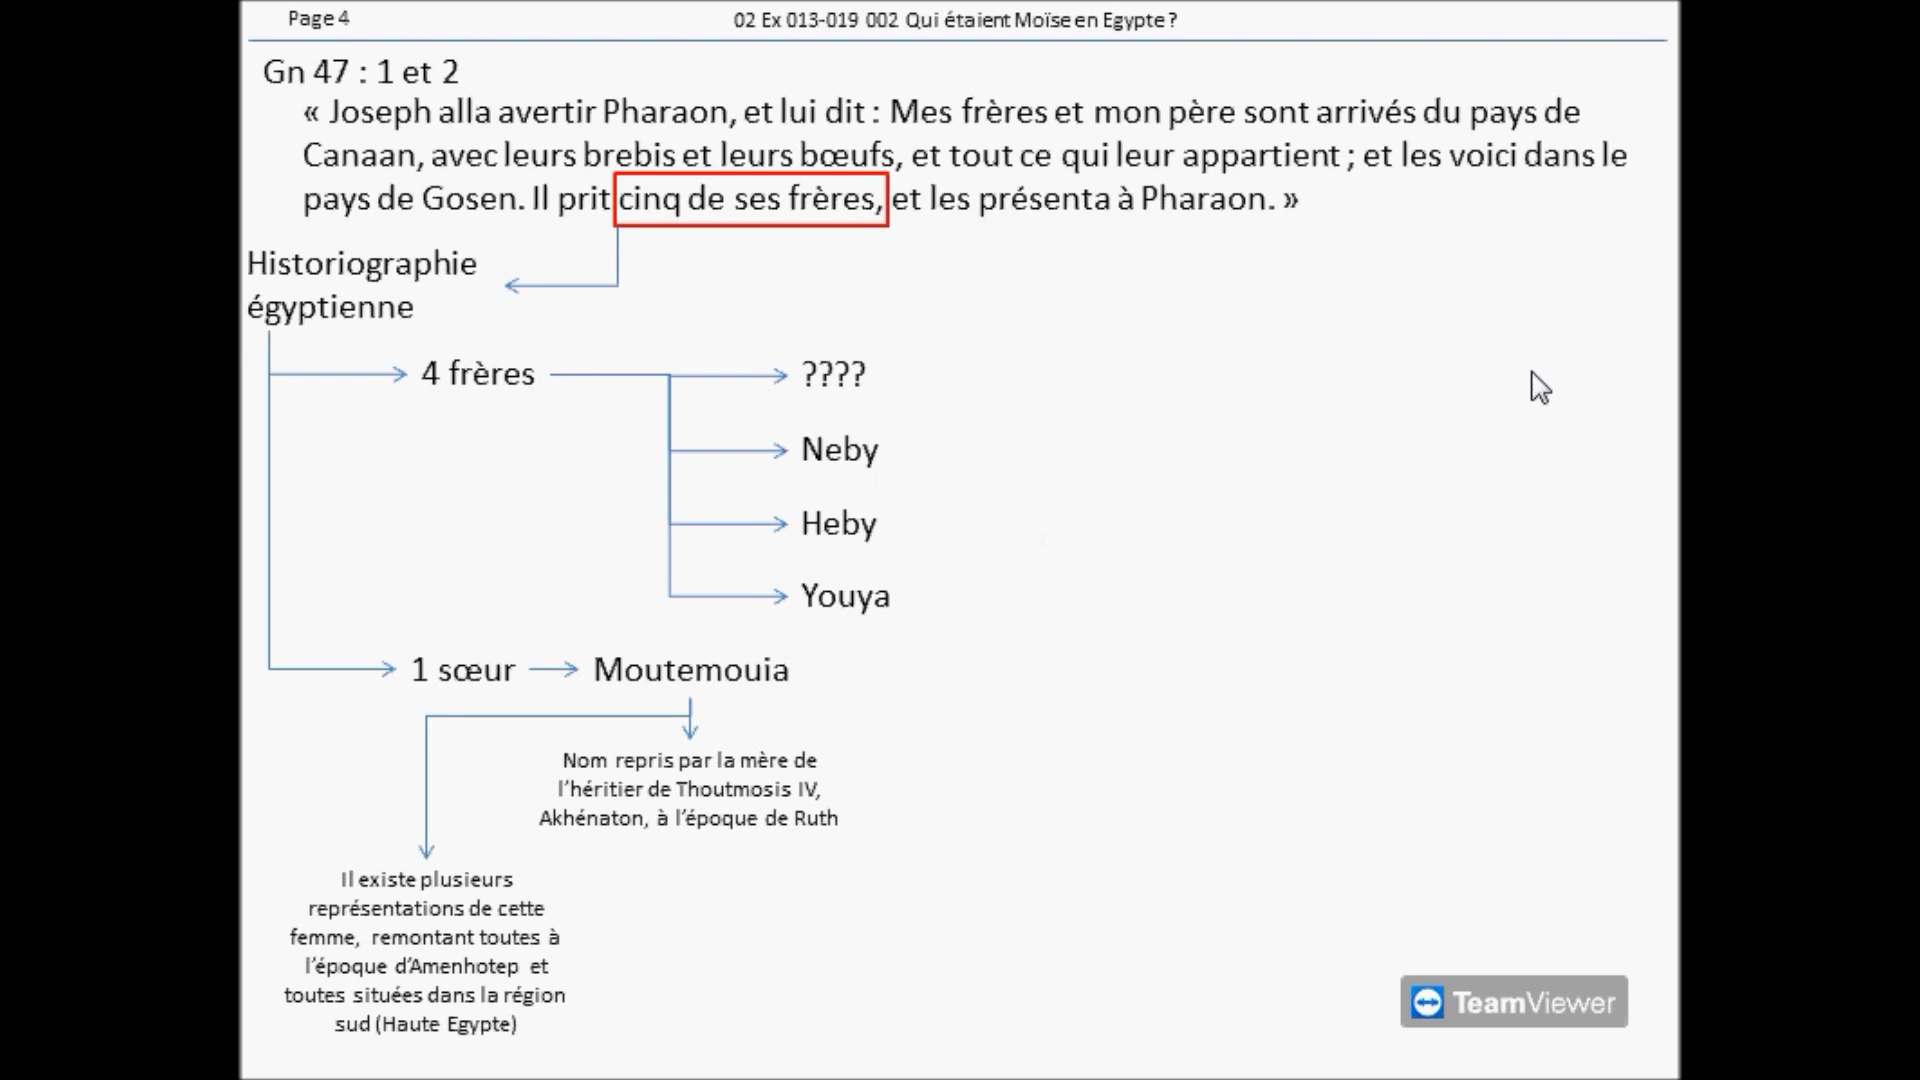 Page 4
02 Ex 013-019 002 Qui étaient Moïse en Egypte ?
Gn 47 : 1 et 2
« Joseph alla avertir Pharaon, et lui dit : Mes frères et mon père sont arrivés du pays de
Canaan, avec leurs brebis et leurs bœufs, et tout ce qui leur appartient ; et les voici dans le
pays de Gosen. Il prit cinq de ses frères, et les présenta à Pharaon. »
Historiographie
égyptienne
4 frères
????
Neby
Heby
Youya
1 sœur
Moutemouia
Nom repris par la mère de
l’héritier de Thoutmosis IV,
Akhénaton, à l’époque de Ruth
Il existe plusieurs
représentations de cette
femme, remontant toutes à
l’époque d’Amenhotep et
toutes situées dans la région
sud (Haute Egypte)
TeamViewer